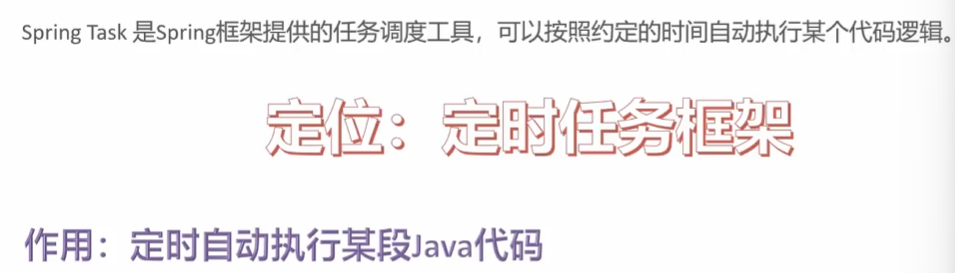 Spring Task 是Spring框架提供的任务调度工具，可以按照约定的时间自动执行某个代码逻辑。
定位：定时任务框架
作用：定时自动执行某段Java代码